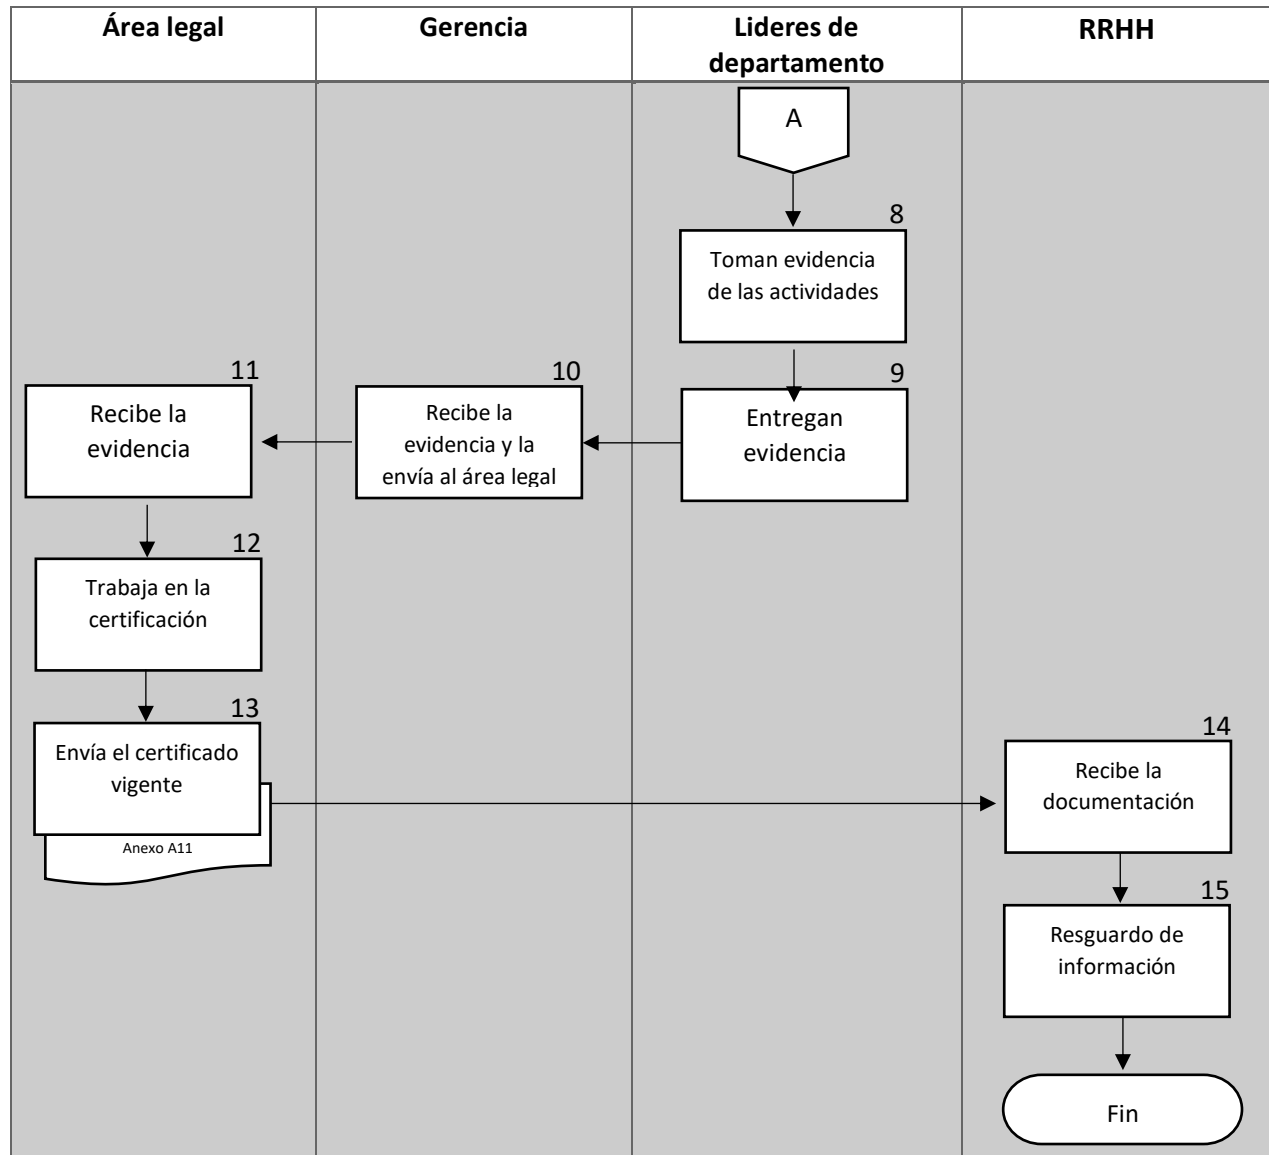 Área legal
Gerencia
Lideres de
departamento
RRHH
A
8
Toman evidencia
de las actividades
9
Entregan
evidencia
10
Recibe la
evidencia y la
envía al área legal
11
Recibe la
evidencia
12
Trabaja en la
certificación
13
Envía el certificado
vigente
Anexo A11
14
Recibe la
documentación
15
Resguardo de
información
Fin